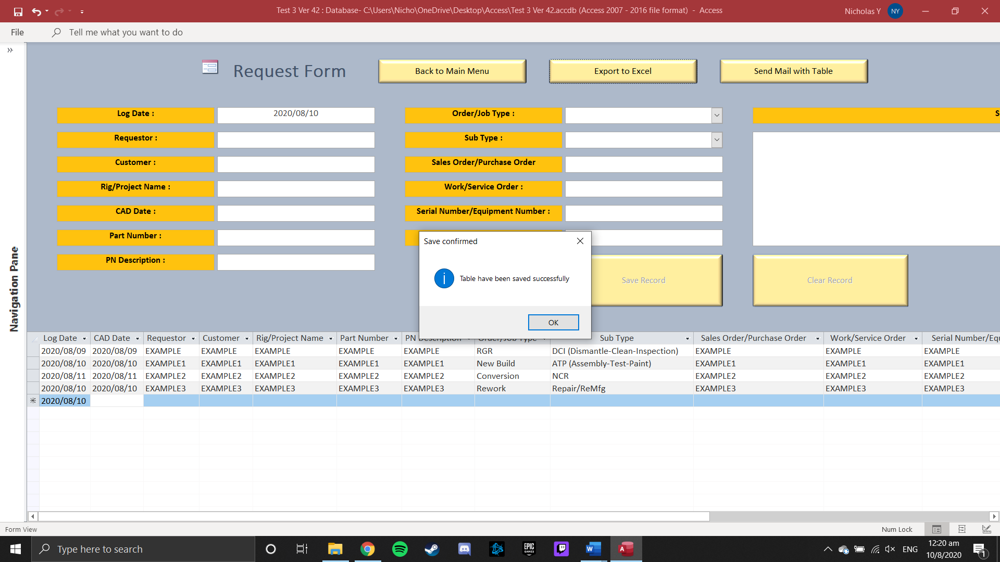 Test 3 Ver 42 : Database- C:\Users\Nicho\OneDrive\Desktop\Access\Test 3 Ver 42.accdb (Access 2007 - 2016 file format) - Access
Nicholas Y NY
File Tell me what you want to do
Request Form
Back to Main Menu
Export to Excel
Send Mail with Table
Log Date : 2020/08/10
Order/Job Type :
S
Requestor :
Sub Type :
Customer :
Sales Order/Purchase Order
Rig/Project Name :
Work/Service Order :
CAD Date :
Serial Number/Equipment Number :
Part Number :
PN Description :
Save confirmed
Table have been saved successfully
OK
Save Record
Clear Record
Navigation Pane
Log Date CAD Date Requestor Customer Rig/Project Name Part Number PN Description Order/Job Type Sub Type Sales Order/Purchase Order Work/Service Order Serial Number/Equ
2020/08/09 2020/08/09 EXAMPLE EXAMPLE EXAMPLE EXAMPLE EXAMPLE RGR DCI (Dismantle-Clean-Inspection) EXAMPLE EXAMPLE EXAMPLE
2020/08/10 2020/08/10 EXAMPLE1 EXAMPLE1 EXAMPLE1 EXAMPLE1 EXAMPLE1 New Build ATP (Assembly-Test-Paint) EXAMPLE1 EXAMPLE1 EXAMPLE1
2020/08/11 2020/08/11 EXAMPLE2 EXAMPLE2 EXAMPLE2 EXAMPLE2 EXAMPLE2 Conversion NCR EXAMPLE2 EXAMPLE2 EXAMPLE2
2020/08/10 2020/08/10 EXAMPLE3 EXAMPLE3 EXAMPLE3 EXAMPLE3 EXAMPLE3 Rework Repair/ReMfg EXAMPLE3 EXAMPLE3 EXAMPLE3
2020/08/10
Form View
Num Lock
Type here to search
EPIC GAMES
W
A
ENG
12:20 am
10/8/2020
1